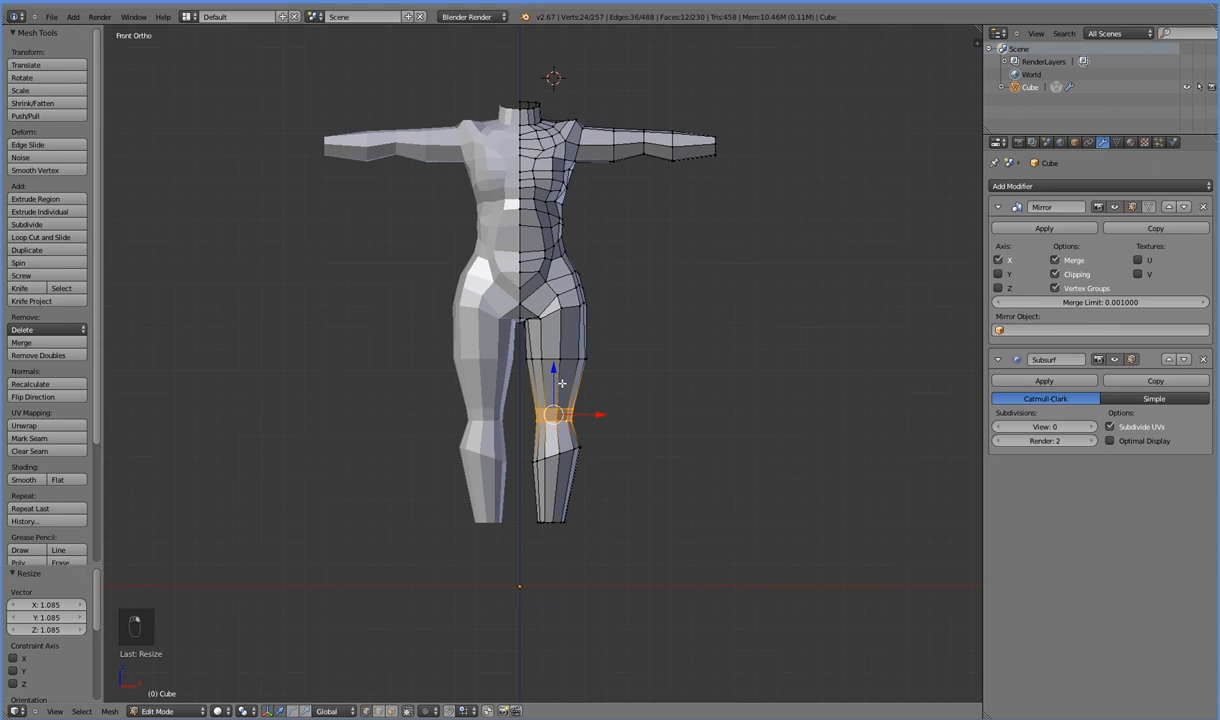 File Add Render Window Help Default Scene Blender Render v2.67 | Verts:24/257 | Edges:36/488 | Faces:12/230 | Tris:458 | Mem:10.46M (0.11M) | Cube
Mesh Tools
Transform:
Translate
Rotate
Scale
Shrink/Fatten
Push/Pull
Deform:
Edge Slide
Noise
Smooth Vertex
Add:
Extrude Region
Extrude Individual
Subdivide
Loop Cut and Slide
Duplicate
Spin
Screw
Knife Select
Knife Project
Remove:
Delete
Merge
Remove Doubles
Normals:
Recalculate
Flip Direction
UV Mapping:
Unwrap
Mark Seam
Clear Seam
Shading:
Smooth Flat
Repeat:
Repeat Last
History...
Grease Pencil:
Draw Line
Poly Erase
Resize
Vector
X: 1.085
Y: 1.085
Z: 1.085
Constraint Axis
X
Y
Z
Orientation
Front Ortho
Last: Resize
(0) Cube
View Select Mesh Edit Mode Global
View Search All Scenes
Scene
RenderLayers |
World
Cube |
Cube
Add Modifier
Mirror
Apply Copy
Axis: Options: Textures:
X Merge U
Y Clipping V
Z Vertex Groups
Merge Limit: 0.001000
Mirror Object:
Subsurf
Apply Copy
Catmull-Clark Simple
Subdivisions: Options:
View: 0 Subdivide UVs
Render: 2 Optimal Display